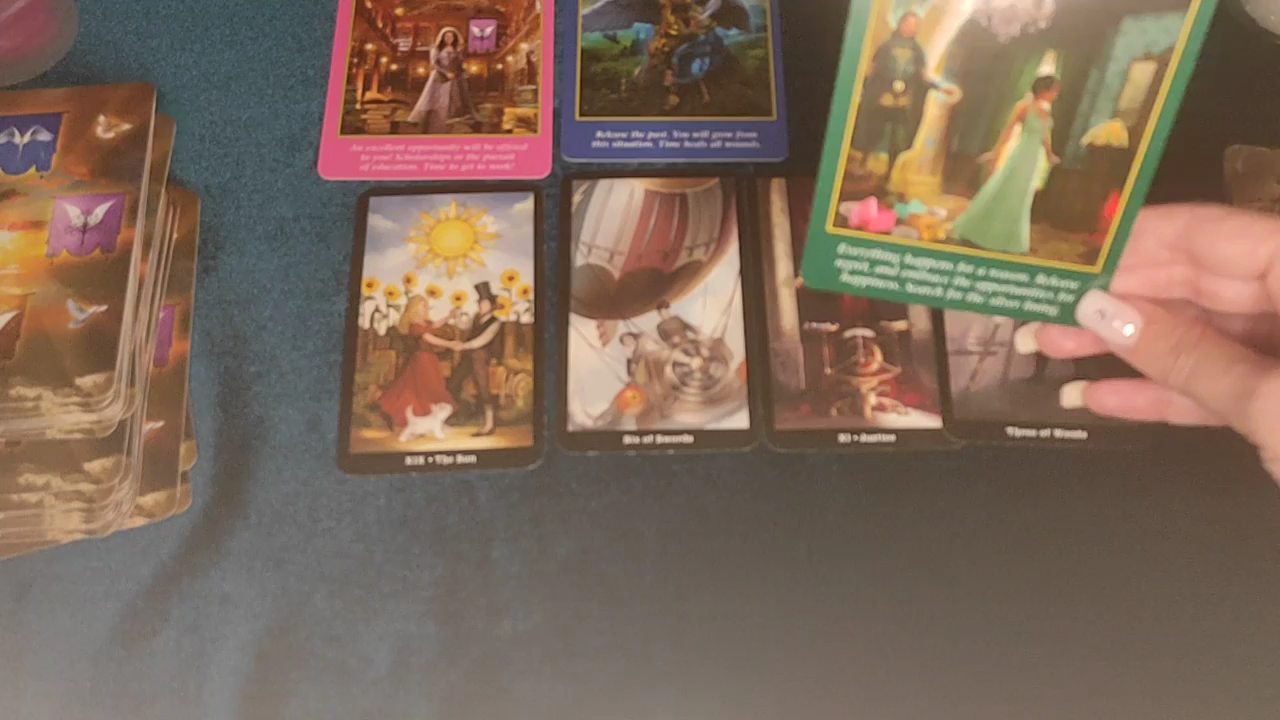 An excellent opportunity will be offered
to you! Scholarships or the pursuit
of education. Time to get to work!
Release the past. You will grow from
this situation. Time heals all wounds.
Everything happens for a reason. Release
regret, and embrace the opportunities for
happiness. Search for the silver lining.
XIX • The Sun
Six of Swords
XI • Justice
Three of Wands